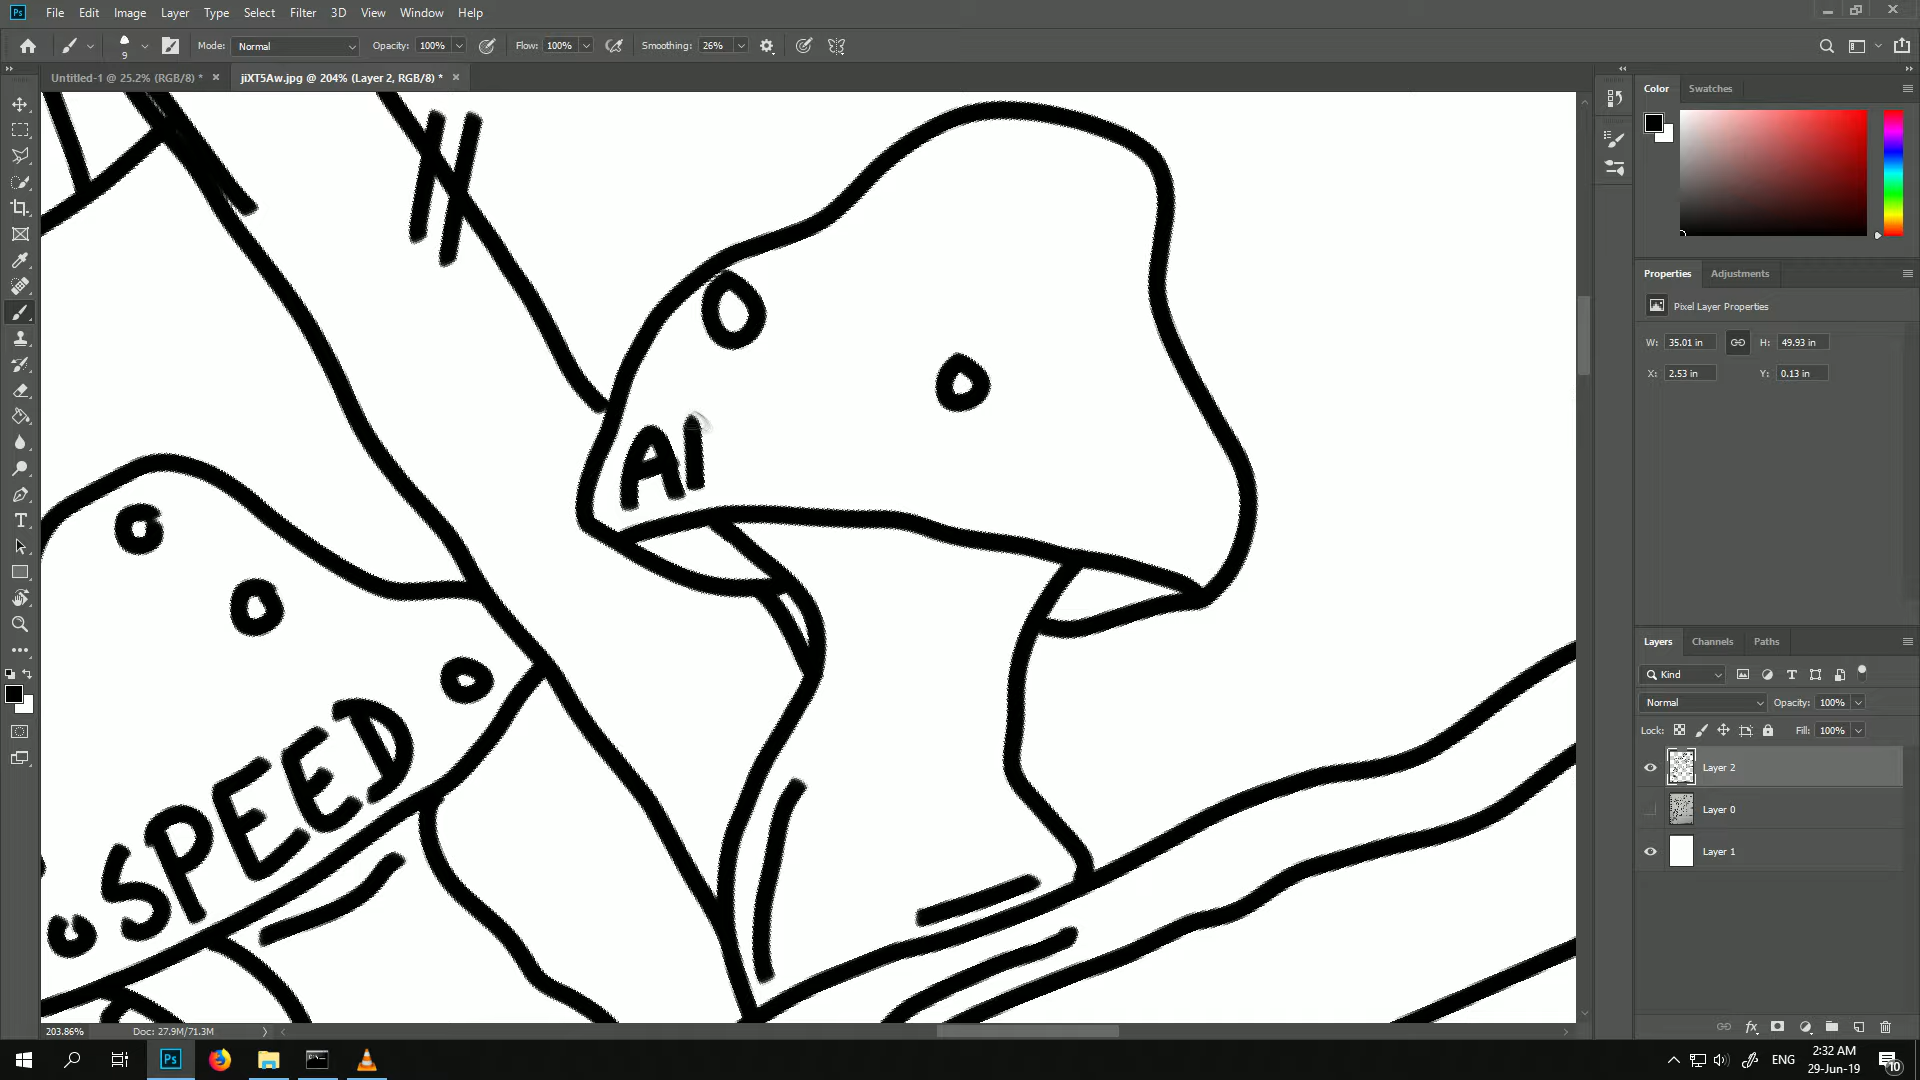 File Edit Image Layer Type Select Filter 3D View Window Help
9 Mode: Normal Opacity: 100% Flow: 100% Smoothing: 26%
Untitled-1 @ 25.2% (RGB/8) * jiXT5Aw.jpg @ 204% (Layer 2, RGB/8) *
Color Swatches
AI
SPEED
Properties Adjustments
Pixel Layer Properties
W: 35.01 in H: 49.93 in
X: 2.53 in Y: 0.13 in
Layers Channels Paths
Kind
Normal Opacity: 100%
Lock: Fill: 100%
Layer 2
Layer 0
Layer 1
fx
203.86% Doc: 27.9M/71.3M
Ps
ENG 2:32 AM
29-Jun-19 10